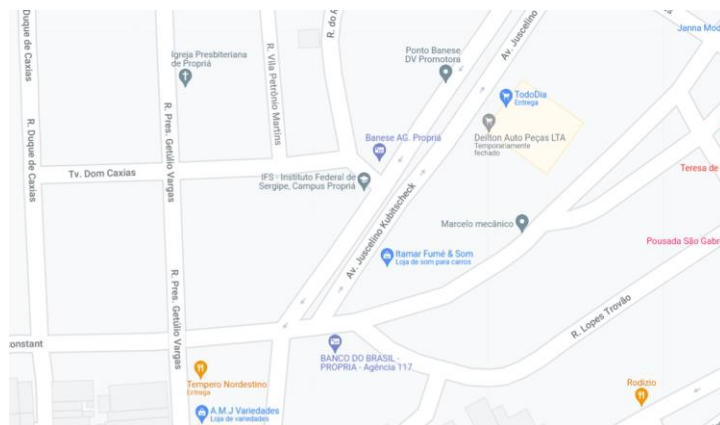 Duque de Caxias
R. Duque de Caxias
Igreja Presbiteriana
de Propriá
R. Pres. Getúlio Vargas
R. Vila Petrônio Martins
R. do
Ponto Banese
DV Promotora
Av. Juscelino
Janna Mod
TodoDia
Entrega
Deilton Auto Peças LTA
Temporariamente
fechado
Banese AG. Propriá
Tv. Dom Caxias
IFS - Instituto Federal de
Sergipe, Campus Propriá
Teresa de
Av. Juscelino Kubitscheck
Marcelo mecânico
Pousada São Gabr
Itamar Fumê & Som
Loja de som para carros
R. Pres. Getúlio Vargas
R. Lopes Trovão
onstant
BANCO DO BRASIL -
PROPRIA - Agência 117
Tempero Nordestino
Entrega
Rodizio
A.M.J Variedades
Loja de variedades